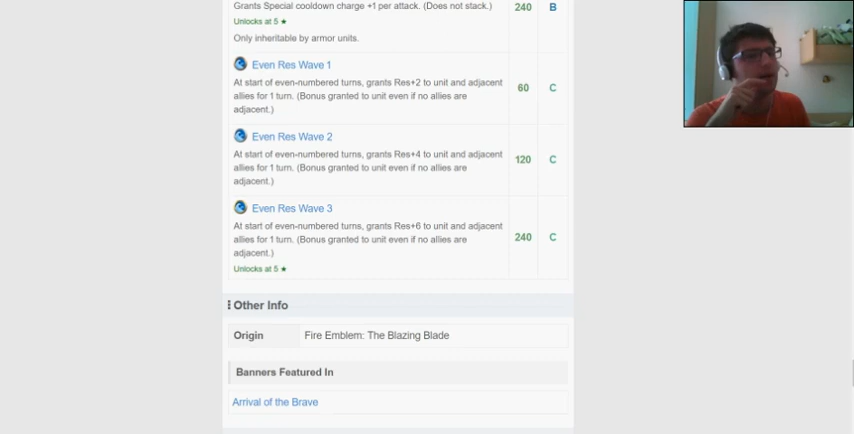 Grants Special cooldown charge +1 per attack. (Does not stack.)
240
B
Unlocks at 5 ★
Only inheritable by armor units.
Even Res Wave 1
At start of even-numbered turns, grants Res+2 to unit and adjacent
allies for 1 turn. (Bonus granted to unit even if no allies are
adjacent.)
60
C
Even Res Wave 2
At start of even-numbered turns, grants Res+4 to unit and adjacent
allies for 1 turn. (Bonus granted to unit even if no allies are
adjacent.)
120
C
Even Res Wave 3
At start of even-numbered turns, grants Res+6 to unit and adjacent
allies for 1 turn. (Bonus granted to unit even if no allies are
adjacent.)
Unlocks at 5 ★
240
C
Other Info
Origin
Fire Emblem: The Blazing Blade
Banners Featured In
Arrival of the Brave